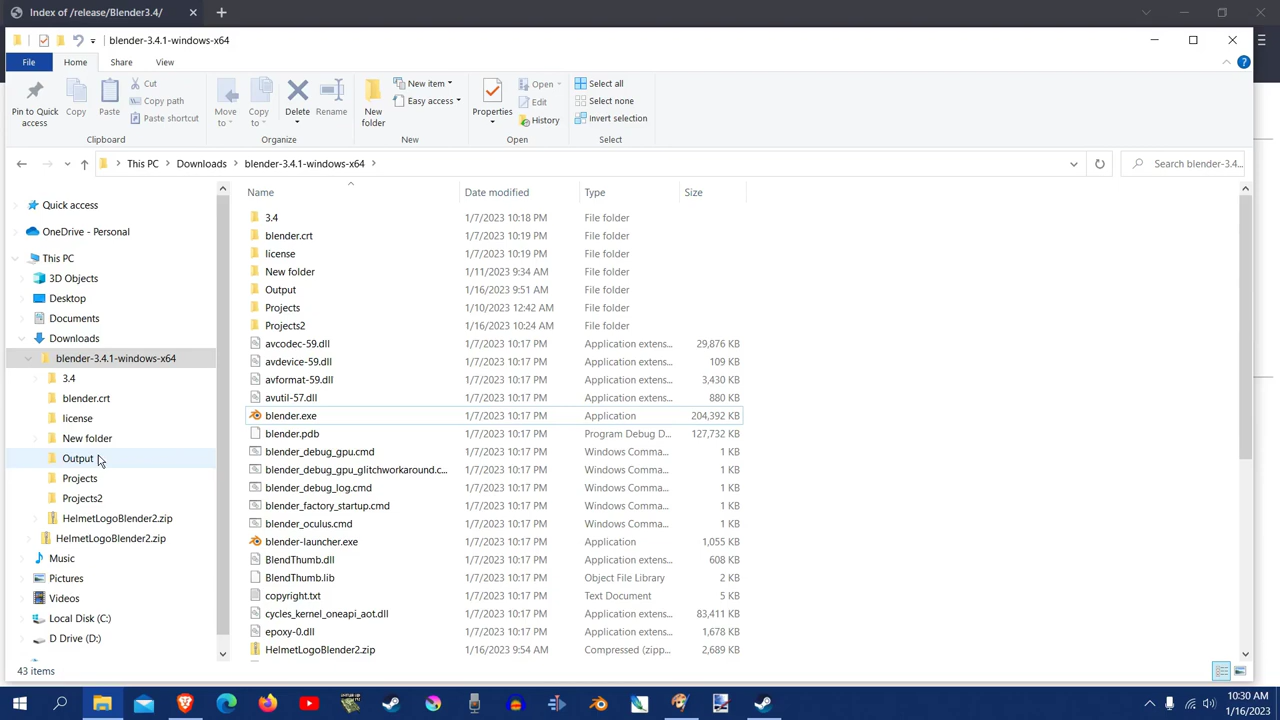 Index of /release/Blender3.4/
blender-3.4.1-windows-x64
File Home Share View
Pin to Quick access
Copy
Paste
Cut
Copy path
Paste shortcut
Clipboard
Move to
Copy to
Delete
Rename
Organize
New folder
New item
Easy access
New
Properties
Open
Edit
History
Open
Select all
Select none
Invert selection
Select
This PC Downloads blender-3.4.1-windows-x64
Search blender-3.4...
Quick access
OneDrive - Personal
This PC
3D Objects
Desktop
Documents
Downloads
blender-3.4.1-windows-x64
3.4
blender.crt
license
New folder
Output
Projects
Projects2
HelmetLogoBlender2.zip
HelmetLogoBlender2.zip
Music
Pictures
Videos
Local Disk (C:)
D Drive (D:)
Name Date modified Type Size
3.4 1/7/2023 10:18 PM File folder
blender.crt 1/7/2023 10:19 PM File folder
license 1/7/2023 10:19 PM File folder
New folder 1/11/2023 9:34 AM File folder
Output 1/16/2023 9:51 AM File folder
Projects 1/10/2023 12:42 AM File folder
Projects2 1/16/2023 10:24 AM File folder
avcodec-59.dll 1/7/2023 10:17 PM Application extens... 29,876 KB
avdevice-59.dll 1/7/2023 10:17 PM Application extens... 109 KB
avformat-59.dll 1/7/2023 10:17 PM Application extens... 3,430 KB
avutil-57.dll 1/7/2023 10:17 PM Application extens... 880 KB
blender.exe 1/7/2023 10:17 PM Application 204,392 KB
blender.pdb 1/7/2023 10:17 PM Program Debug D... 127,732 KB
blender_debug_gpu.cmd 1/7/2023 10:17 PM Windows Comma... 1 KB
blender_debug_gpu_glitchworkaround.c... 1/7/2023 10:17 PM Windows Comma... 1 KB
blender_debug_log.cmd 1/7/2023 10:17 PM Windows Comma... 1 KB
blender_factory_startup.cmd 1/7/2023 10:17 PM Windows Comma... 1 KB
blender_oculus.cmd 1/7/2023 10:17 PM Windows Comma... 1 KB
blender-launcher.exe 1/7/2023 10:17 PM Application 1,055 KB
BlendThumb.dll 1/7/2023 10:17 PM Application extens... 608 KB
BlendThumb.lib 1/7/2023 10:17 PM Object File Library 2 KB
copyright.txt 1/7/2023 10:17 PM Text Document 5 KB
cycles_kernel_oneapi_aot.dll 1/7/2023 10:17 PM Application extens... 83,411 KB
epoxy-0.dll 1/7/2023 10:17 PM Application extens... 1,678 KB
HelmetLogoBlender2.zip 1/16/2023 9:54 AM Compressed (zipp... 2,689 KB
43 items
10:30 AM
1/16/2023